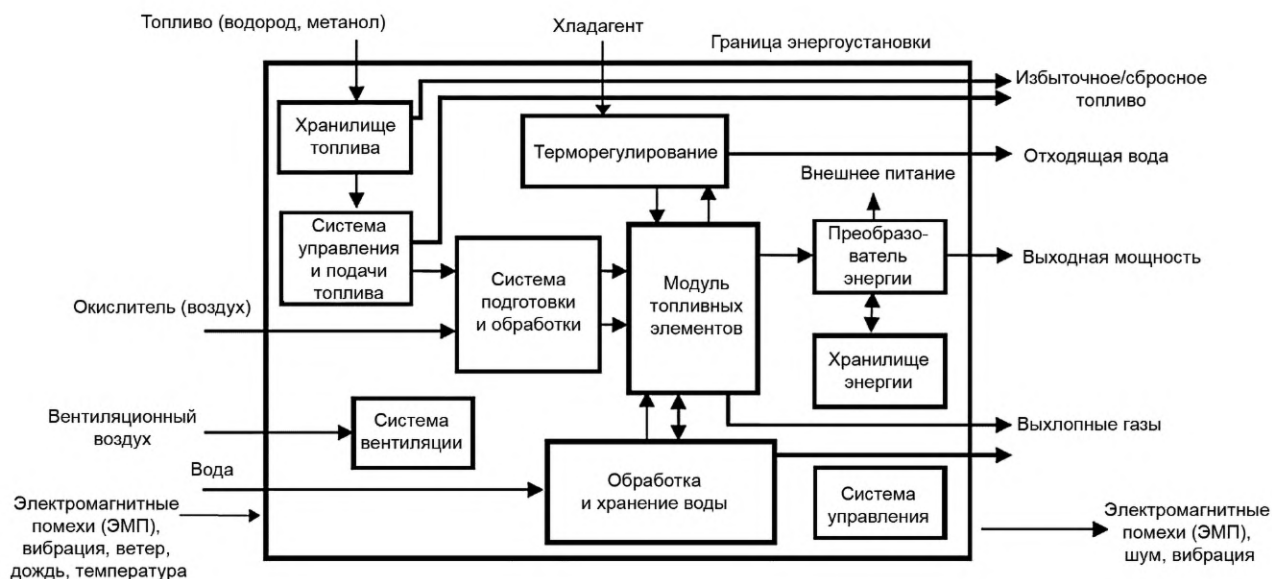 Топливо (водород, метанол)
Хладагент
Граница энергоустановки
Избыточное/сбросное
топливо
Хранилище
топлива
Терморегулирование
Отходящая вода
Внешнее питание
Система
управления
и подачи
топлива
Система
подготовки
и обработки
Модуль
топливных
элементов
Преобразо-
ватель
энергии
Выходная мощность
Окислитель (воздух)
Хранилище
энергии
Вентиляционный
воздух
Система
вентиляции
Выхлопные газы
Вода
Обработка
и хранение воды
Система
управления
Электромагнитные
помехи (ЭМП),
вибрация, ветер,
дождь, температура
Электромагнитные
помехи (ЭМП),
шум, вибрация